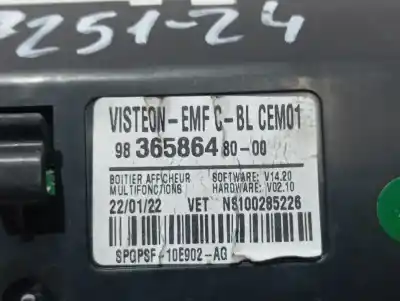 251-24
VISTEON-EMF C-BL CEM01
98 365864 80-00
BOITIER AFFICHEUR SOFTWARE: V14.20
MULTIFONCTIONS HARDWARE: V02.10
22/01/22 VET NS100285226
SPGPSF-10E902-AG